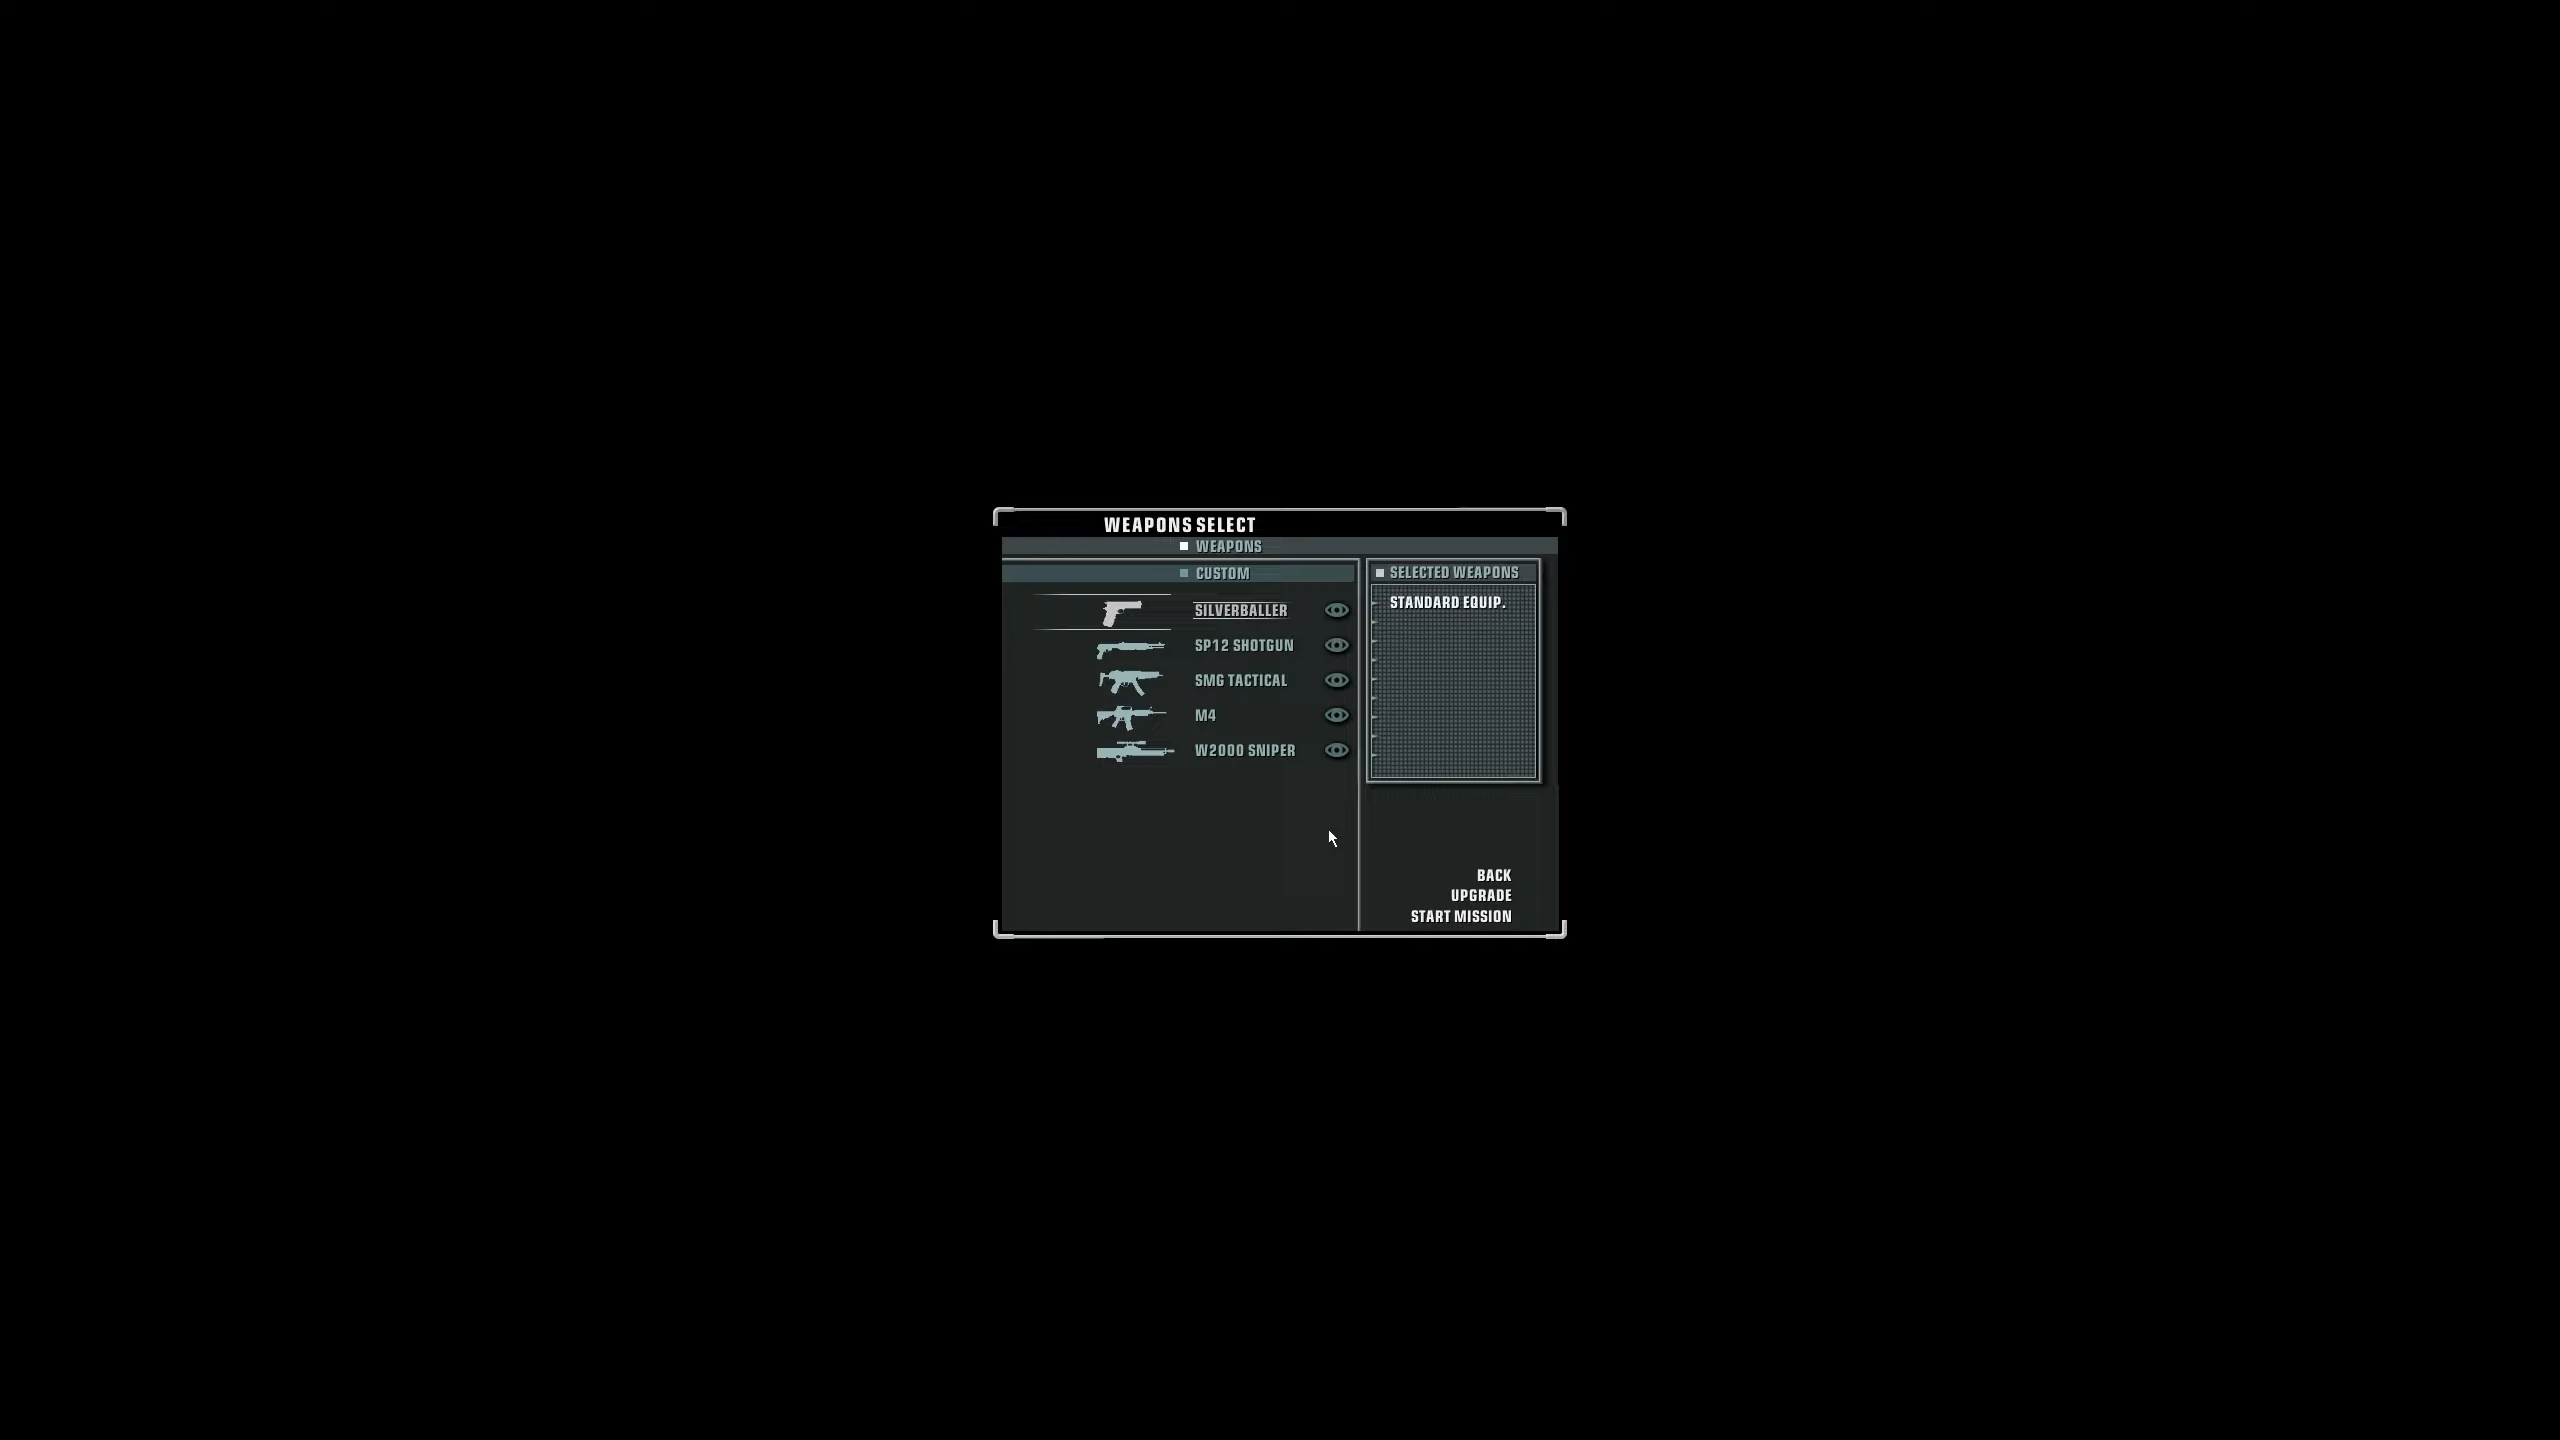 WEAPONS SELECT
WEAPONS
CUSTOM
SILVERBALLER
SP12 SHOTGUN
SMG TACTICAL
M4
W2000 SNIPER
SELECTED WEAPONS
STANDARD EQUIP.
BACK
UPGRADE
START MISSION